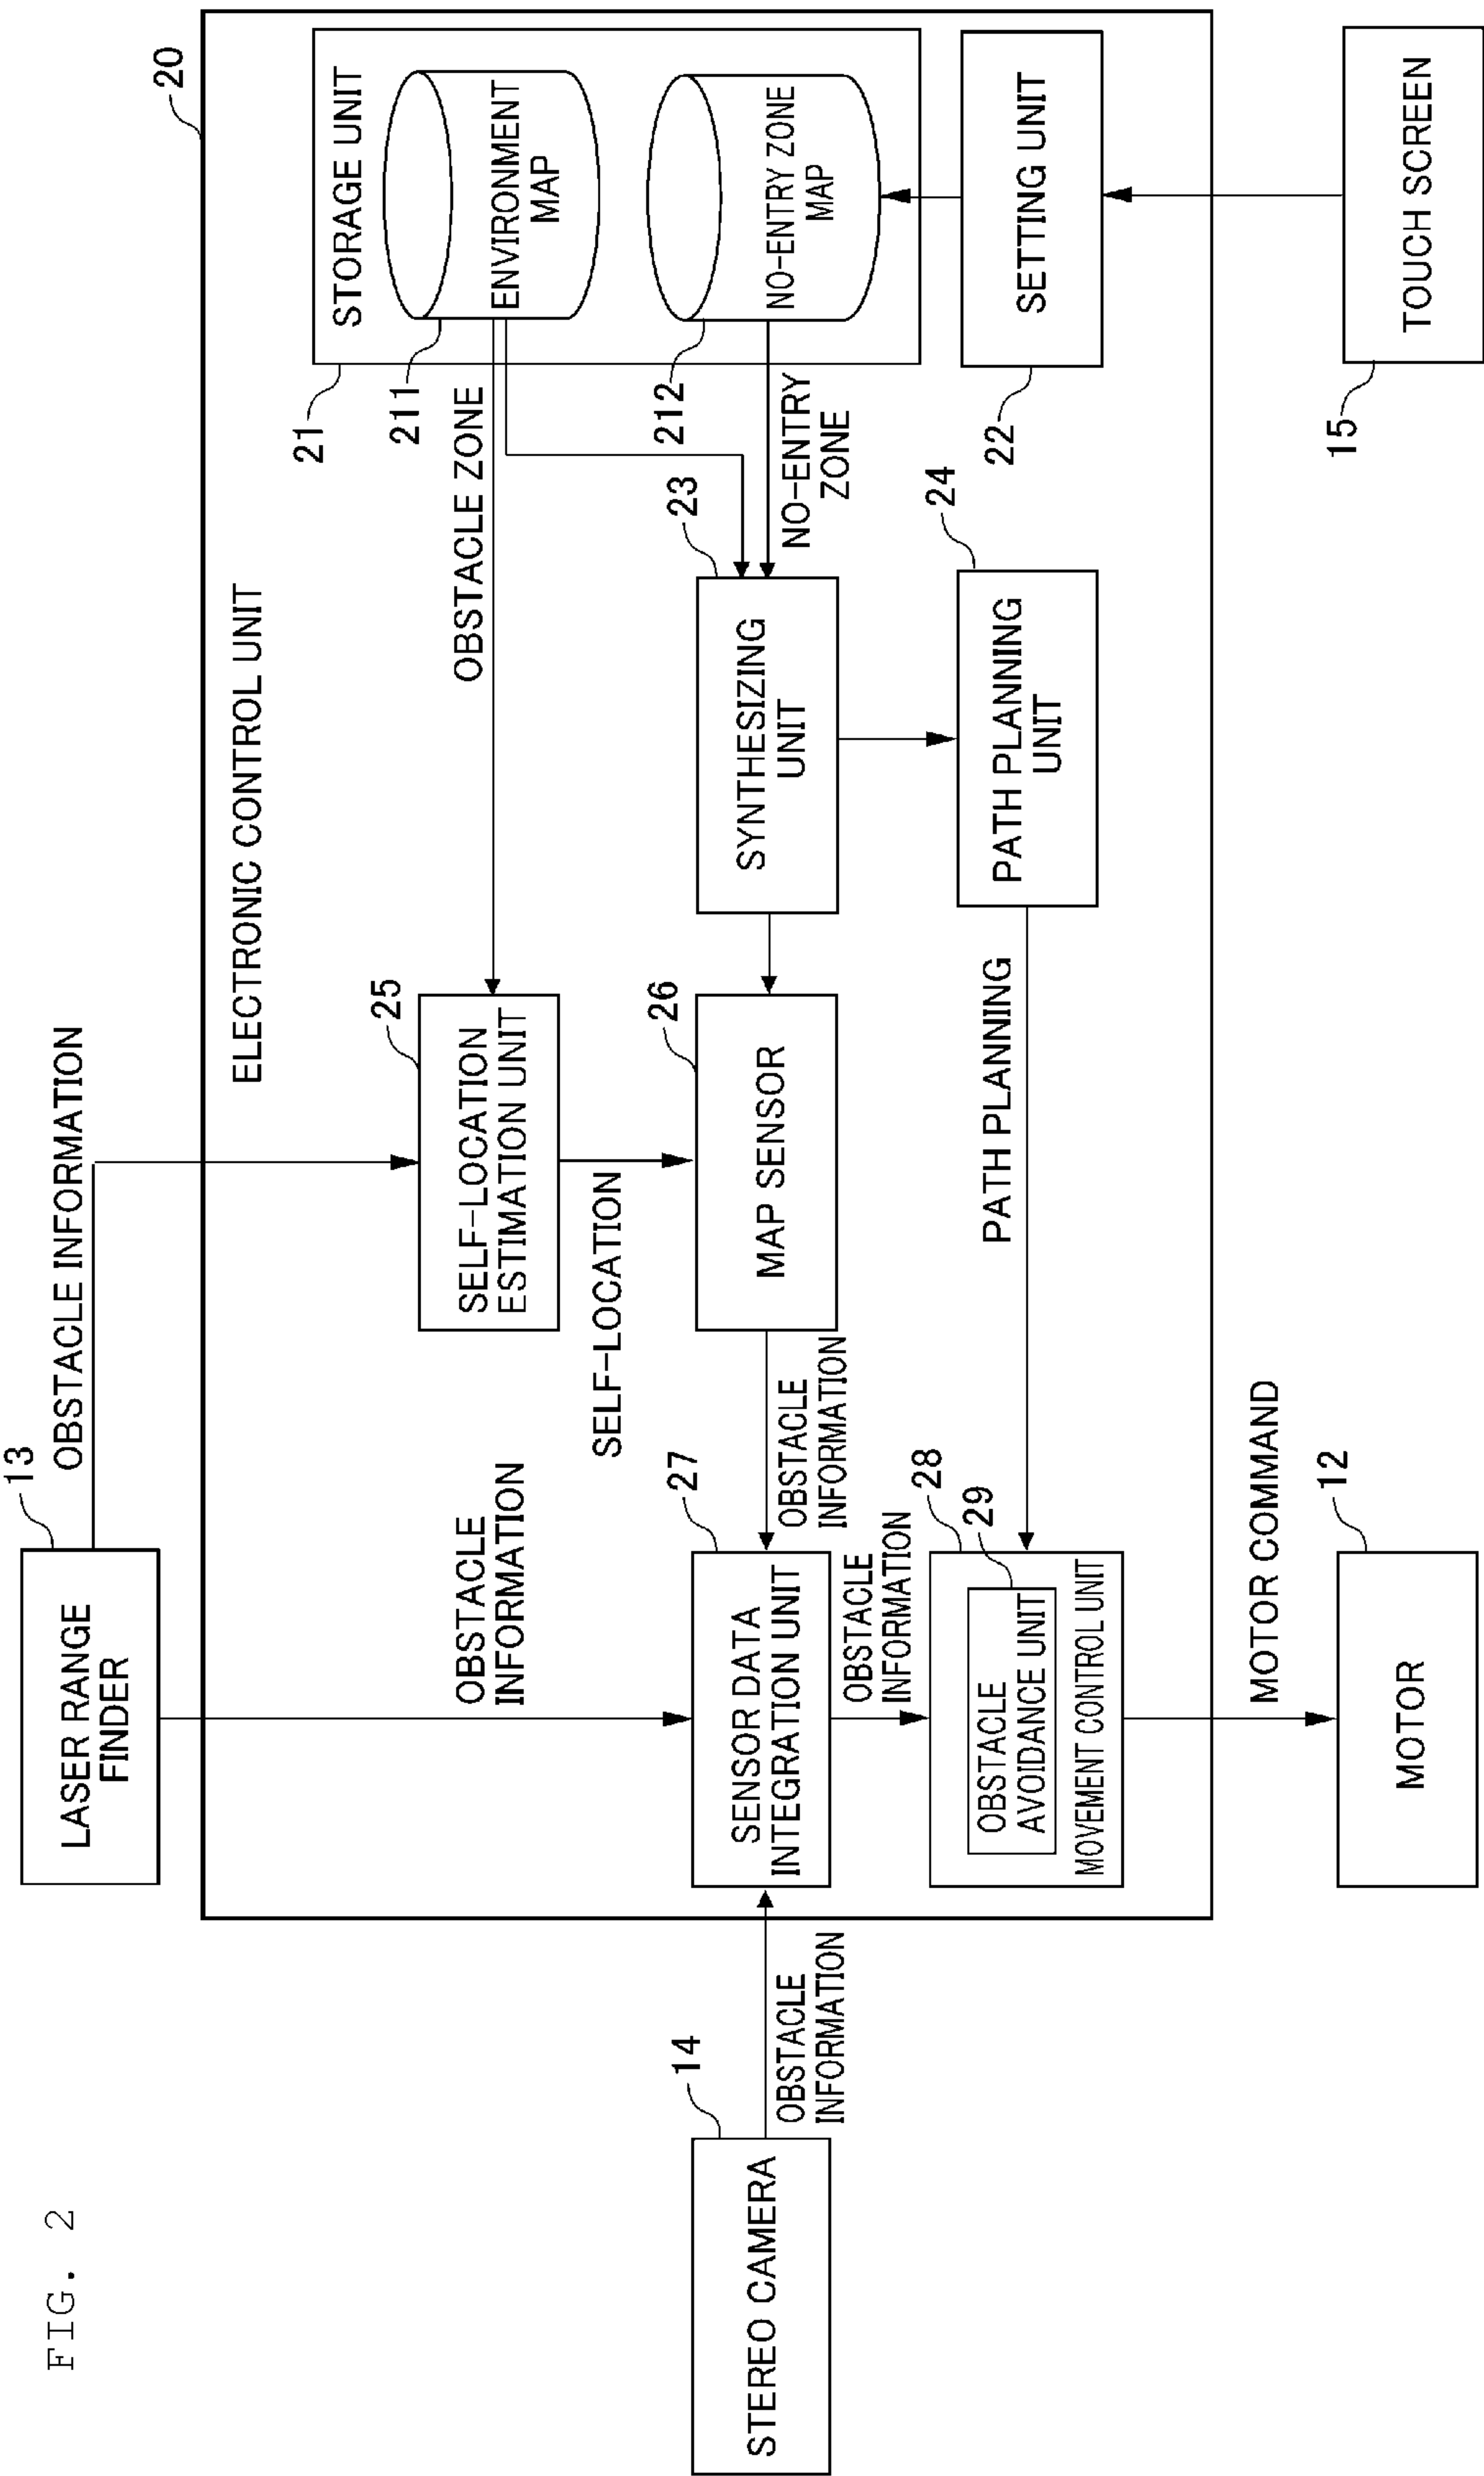 FIG. 2
13
LASER RANGE
FINDER
OBSTACLE INFORMATION
20
ELECTRONIC CONTROL UNIT
OBSTACLE
INFORMATION
25
SELF-LOCATION
ESTIMATION UNIT
OBSTACLE ZONE
21
STORAGE UNIT
211
ENVIRONMENT
MAP
212
NO-ENTRY ZONE
MAP
SELF-LOCATION
14
STEREO CAMERA
OBSTACLE
INFORMATION
27
SENSOR DATA
INTEGRATION UNIT
OBSTACLE
INFORMATION
26
MAP SENSOR
23
SYNTHESIZING
UNIT
NO-ENTRY
ZONE
OBSTACLE
INFORMATION
28
29
OBSTACLE
AVOIDANCE UNIT
MOVEMENT CONTROL UNIT
PATH PLANNING
24
PATH PLANNING
UNIT
22
SETTING UNIT
MOTOR COMMAND
12
MOTOR
15
TOUCH SCREEN